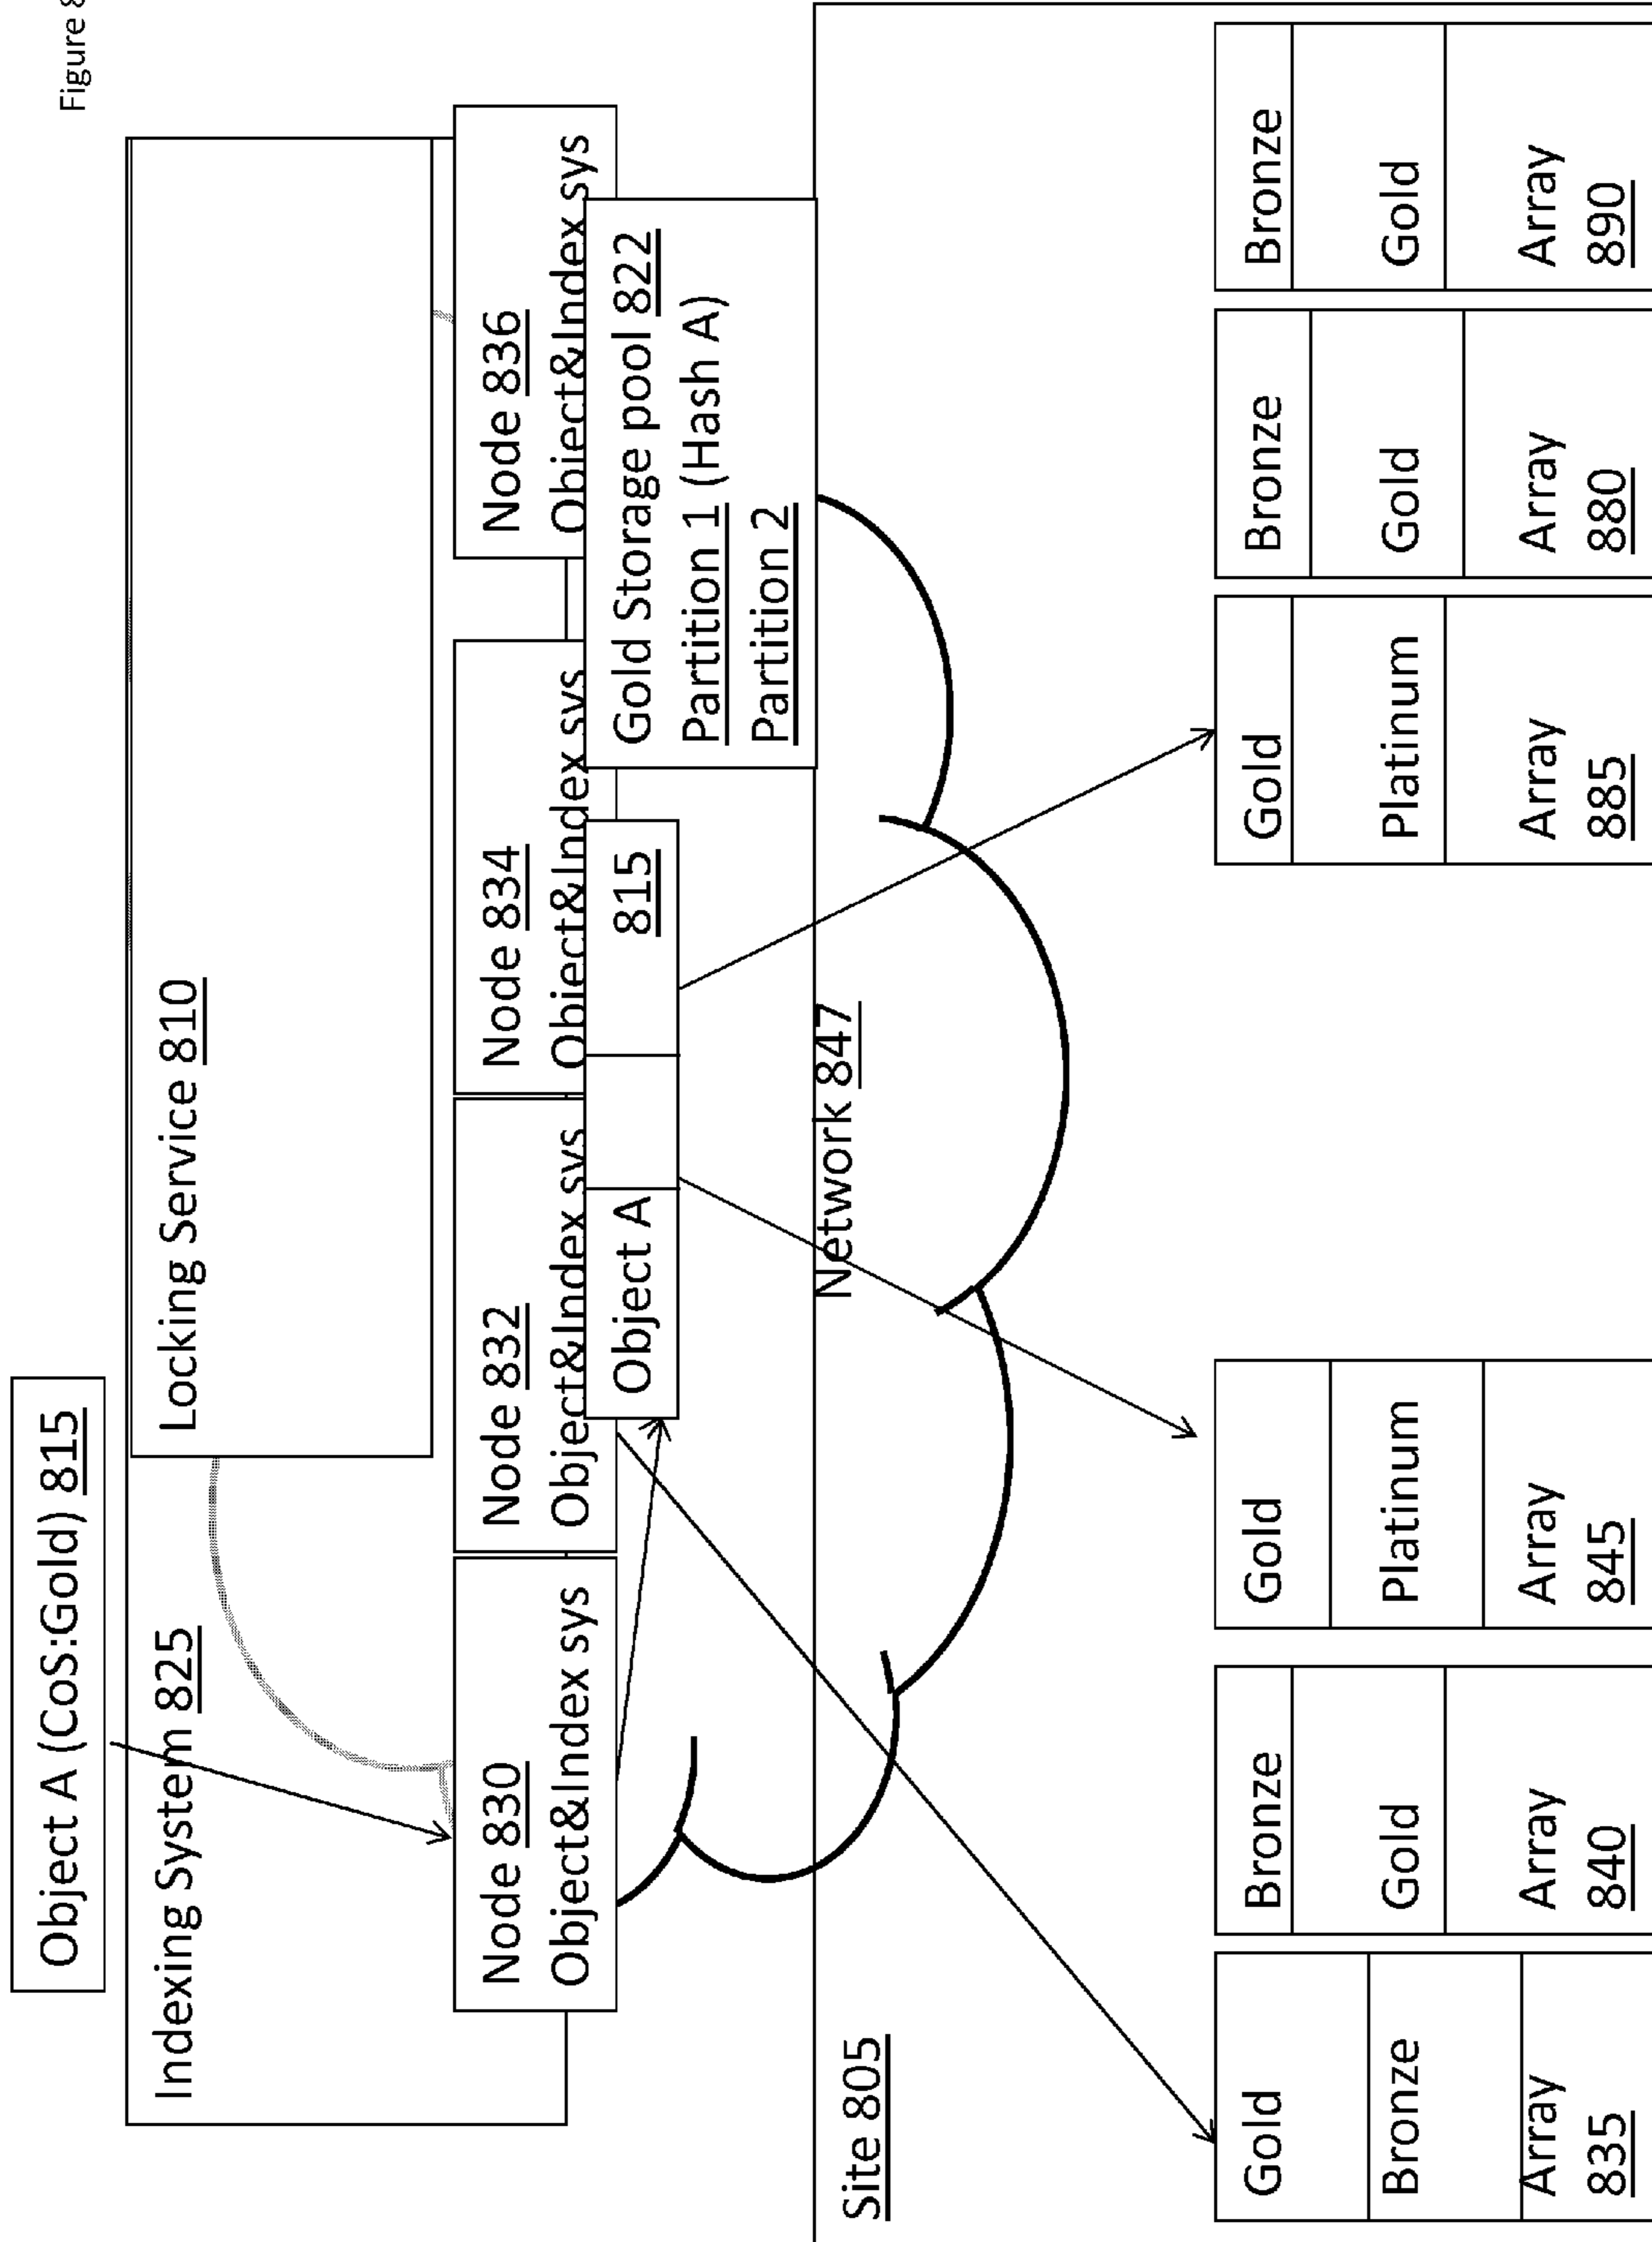 Figure 8
Object A (CoS:Gold) 815
Indexing System 825
Locking Service 810
Node 830
Object&Index sys
Node 832
Object&Index sys
Node 834
Object&Index sys
Node 836
Object&Index sys
Object A
815
Gold Storage pool 822
Partition 1 (Hash A)
Partition 2
Site 805
Network 847
Gold
Bronze
Array
835
Bronze
Gold
Array
840
Gold
Platinum
Array
845
Gold
Platinum
Array
885
Bronze
Gold
Array
880
Bronze
Gold
Array
890